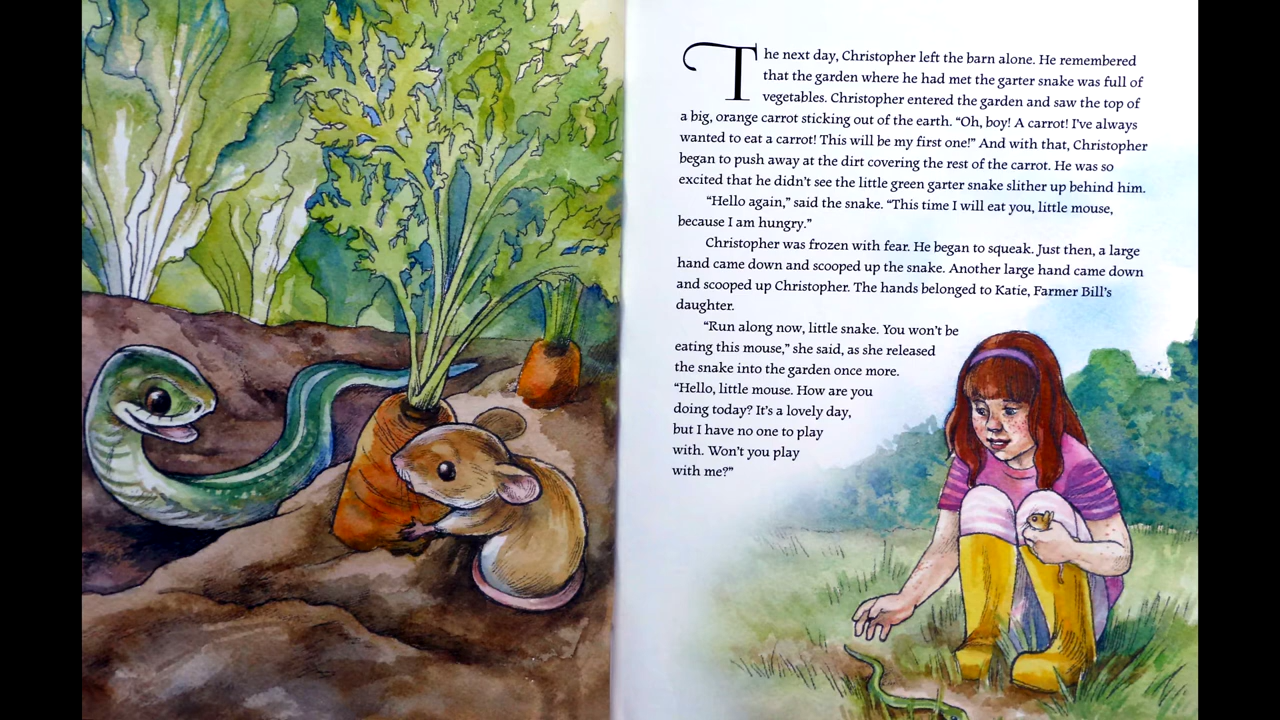 The next day, Christopher left the barn alone. He remembered
that the garden where he had met the garter snake was full of
vegetables. Christopher entered the garden and saw the top of
a big, orange carrot sticking out of the earth. “Oh, boy! A carrot! I've always
wanted to eat a carrot! This will be my first one!” And with that, Christopher
began to push away at the dirt covering the rest of the carrot. He was so
excited that he didn't see the little green garter snake slither up behind him.
“Hello again,” said the snake. “This time I will eat you, little mouse,
because I am hungry.”
Christopher was frozen with fear. He began to squeak. Just then, a large
hand came down and scooped up the snake. Another large hand came down
and scooped up Christopher. The hands belonged to Katie, Farmer Bill's
daughter.
“Run along now, little snake. You won't be
eating this mouse,” she said, as she released
the snake into the garden once more.
“Hello, little mouse. How are you
doing today? It's a lovely day,
but I have no one to play
with. Won't you play
with me?”